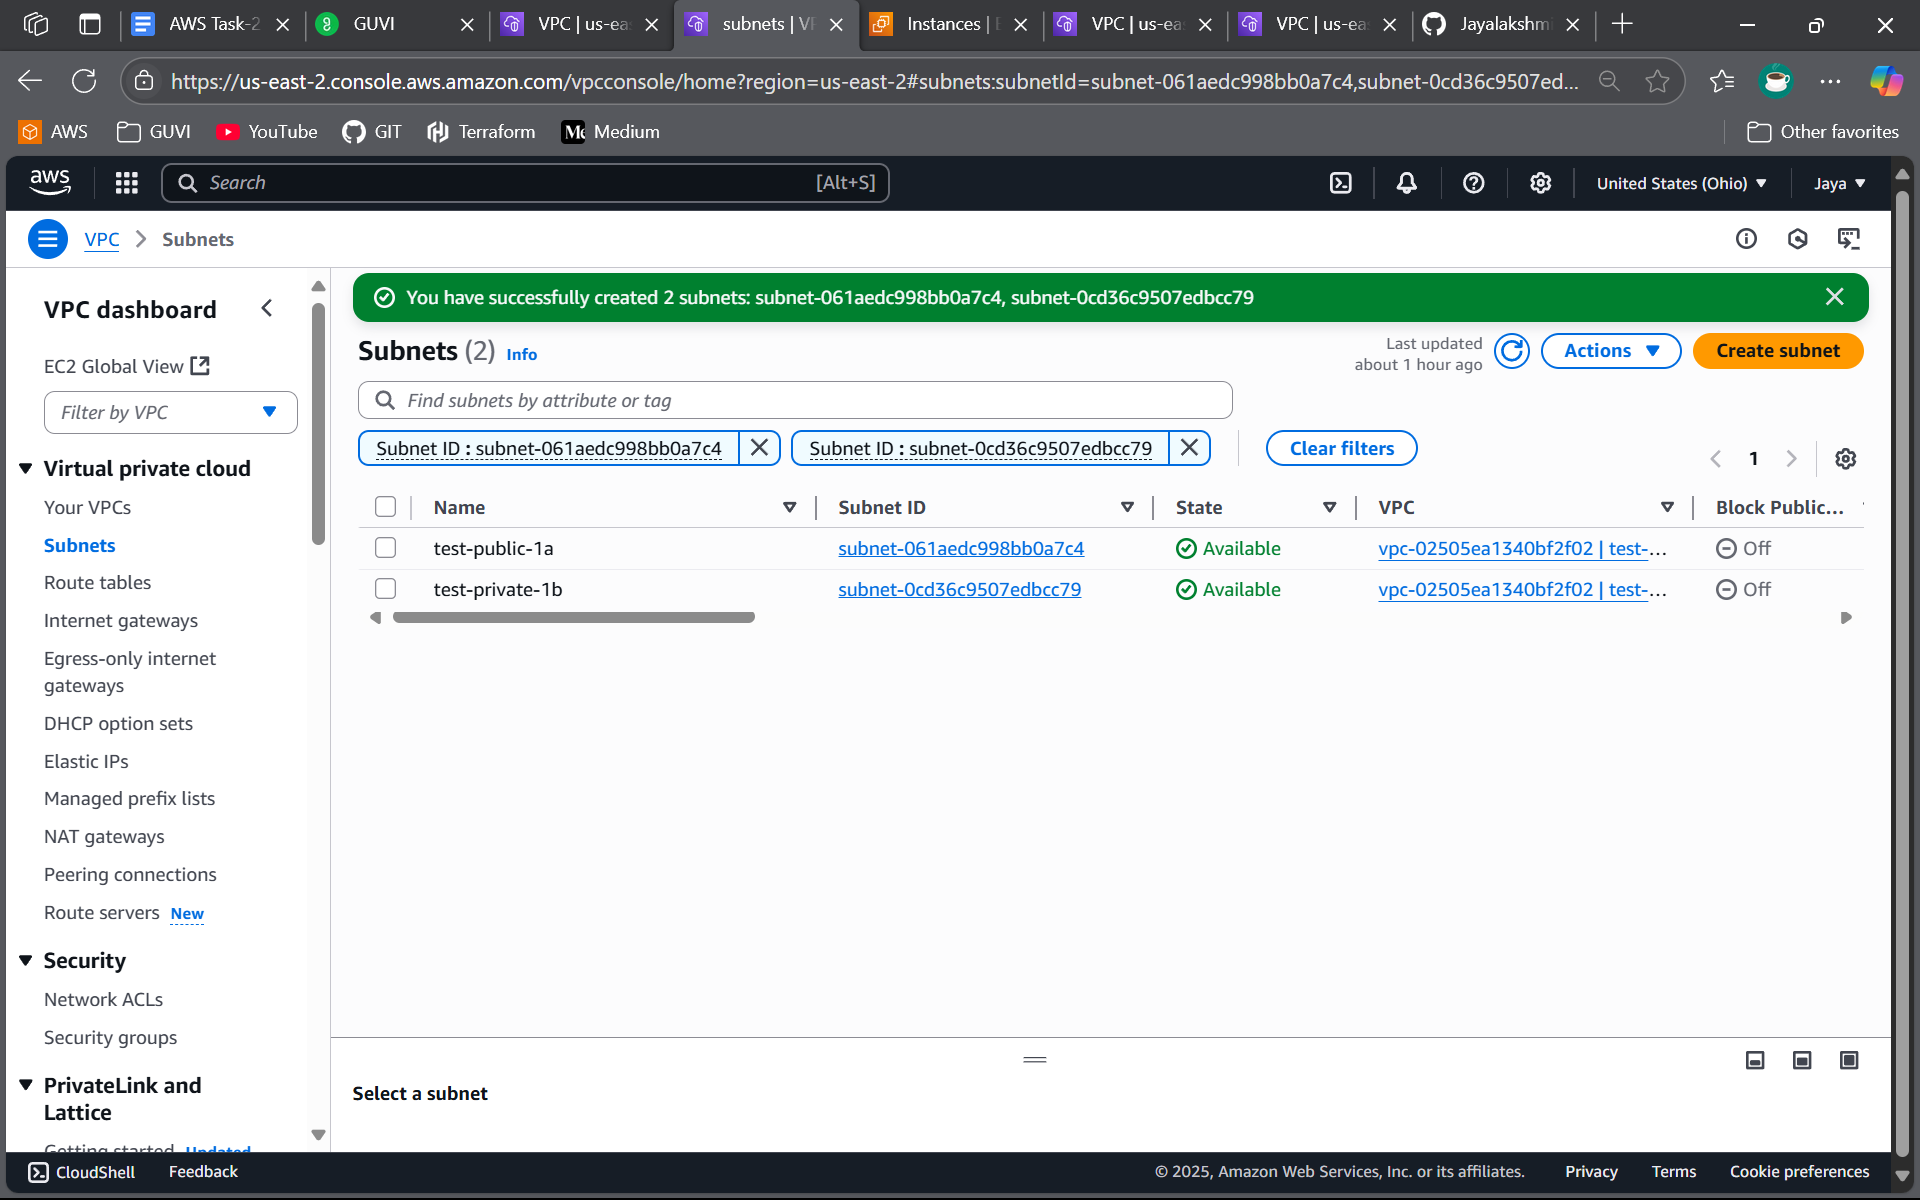 AWS Task-2
GUVI
VPC | us-ea
subnets | VP
Instances | E
VPC | us-ea
VPC | us-ea
Jayalakshmi
https://us-east-2.console.aws.amazon.com/vpcconsole/home?region=us-east-2#subnets:subnetId=subnet-061aedc998bb0a7c4,subnet-0cd36c9507ed...
AWS
GUVI
YouTube
GIT
Terraform
Medium
Other favorites
aws
Search
[Alt+S]
United States (Ohio)
Jaya
VPC
Subnets
VPC dashboard
EC2 Global View
Filter by VPC
Virtual private cloud
Your VPCs
Subnets
Route tables
Internet gateways
Egress-only internet
gateways
DHCP option sets
Elastic IPs
Managed prefix lists
NAT gateways
Peering connections
Route servers New
Security
Network ACLs
Security groups
PrivateLink and
Lattice
Getting started Updated
You have successfully created 2 subnets: subnet-061aedc998bb0a7c4, subnet-0cd36c9507edbcc79
Subnets (2) Info
Last updated
about 1 hour ago
Actions
Create subnet
Find subnets by attribute or tag
Subnet ID : subnet-061aedc998bb0a7c4
Subnet ID : subnet-0cd36c9507edbcc79
Clear filters
1
Name Subnet ID State VPC Block Public...
test-public-1a subnet-061aedc998bb0a7c4 Available vpc-02505ea1340bf2f02 | test-... Off
test-private-1b subnet-0cd36c9507edbcc79 Available vpc-02505ea1340bf2f02 | test-... Off
Select a subnet
CloudShell
Feedback
© 2025, Amazon Web Services, Inc. or its affiliates.
Privacy
Terms
Cookie preferences